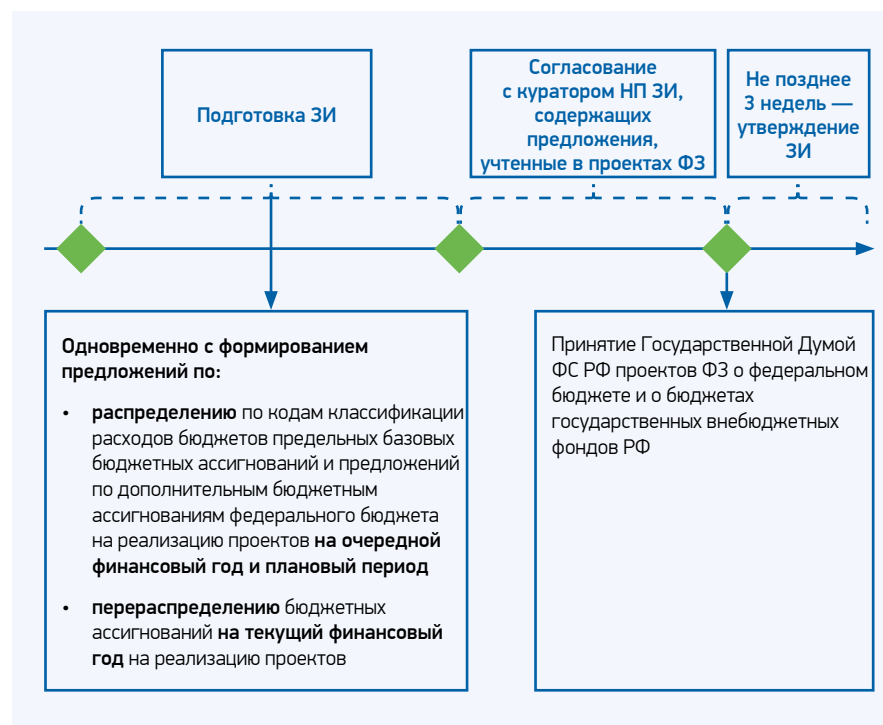 Подготовка ЗИ
Согласование
с куратором НП ЗИ,
содержащих
предложения,
учтенные в проектах ФЗ
Не позднее
3 недель —
утверждение
ЗИ
Одновременно с формированием
предложений по:
• распределению по кодам классификации
расходов бюджетов предельных базовых
бюджетных ассигнований и предложений
по дополнительным бюджетным
ассигнованиям федерального бюджета
на реализацию проектов на очередной
финансовый год и плановый период
• перераспределению бюджетных
ассигнований на текущий финансовый
год на реализацию проектов
Принятие Государственной Думой
ФС РФ проектов ФЗ о федеральном
бюджете и о бюджетах
государственных внебюджетных
фондов РФ